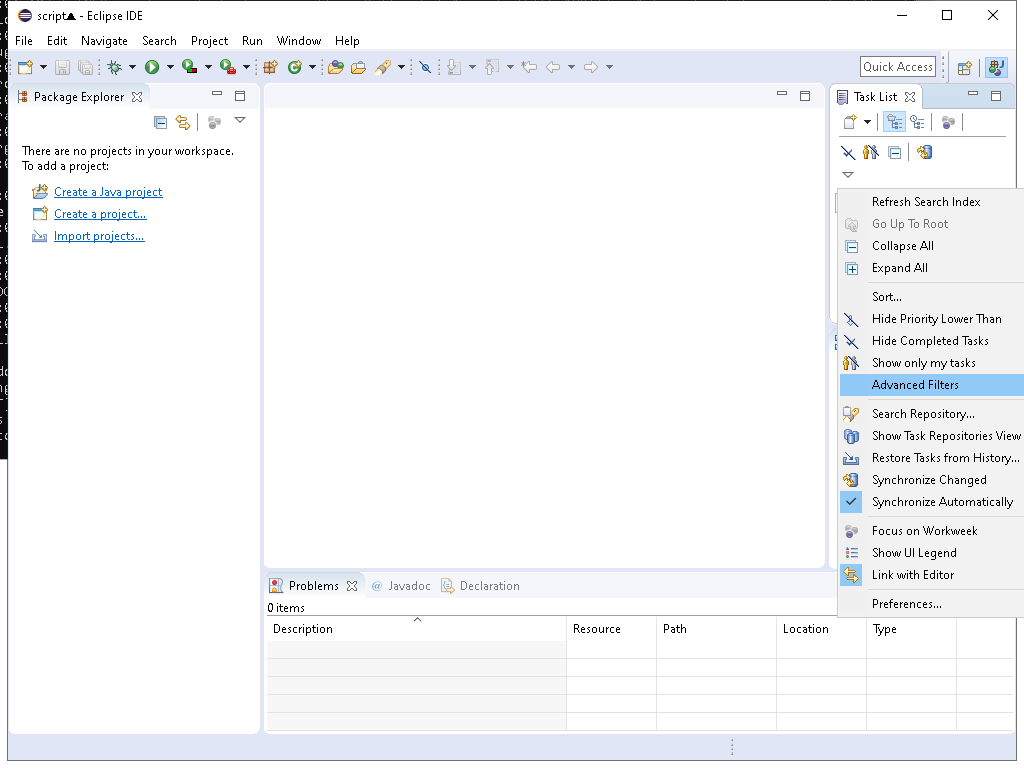 script▲ - Eclipse IDE
File Edit Navigate Search Project Run Window Help
Quick Access
Package Explorer
Task List
There are no projects in your workspace.
To add a project:
Create a Java project
Create a project...
Import projects...
Refresh Search Index
Go Up To Root
Collapse All
Expand All
Sort...
Hide Priority Lower Than
Hide Completed Tasks
Show only my tasks
Advanced Filters
Search Repository...
Show Task Repositories View
Restore Tasks from History...
Synchronize Changed
Synchronize Automatically
Focus on Workweek
Show UI Legend
Link with Editor
Preferences...
Problems @ Javadoc Declaration
0 items
Description Resource Path Location Type